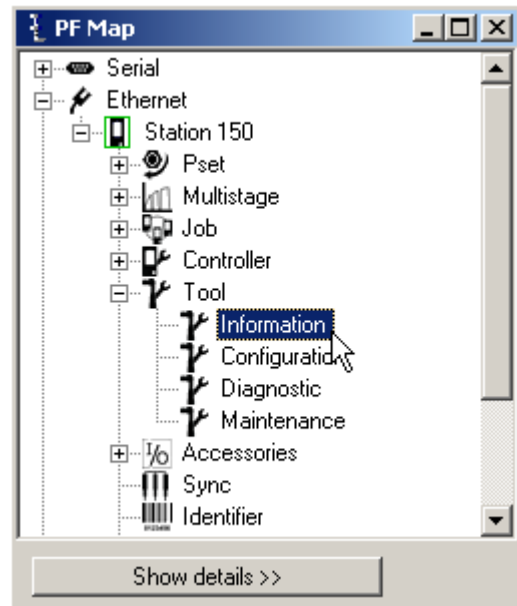 PF Map
Serial
Ethernet
Station 150
Pset
Multistage
Job
Controller
Tool
Information
Configuration
Diagnostic
Maintenance
I/o Accessories
Sync
Identifier
Show details >>